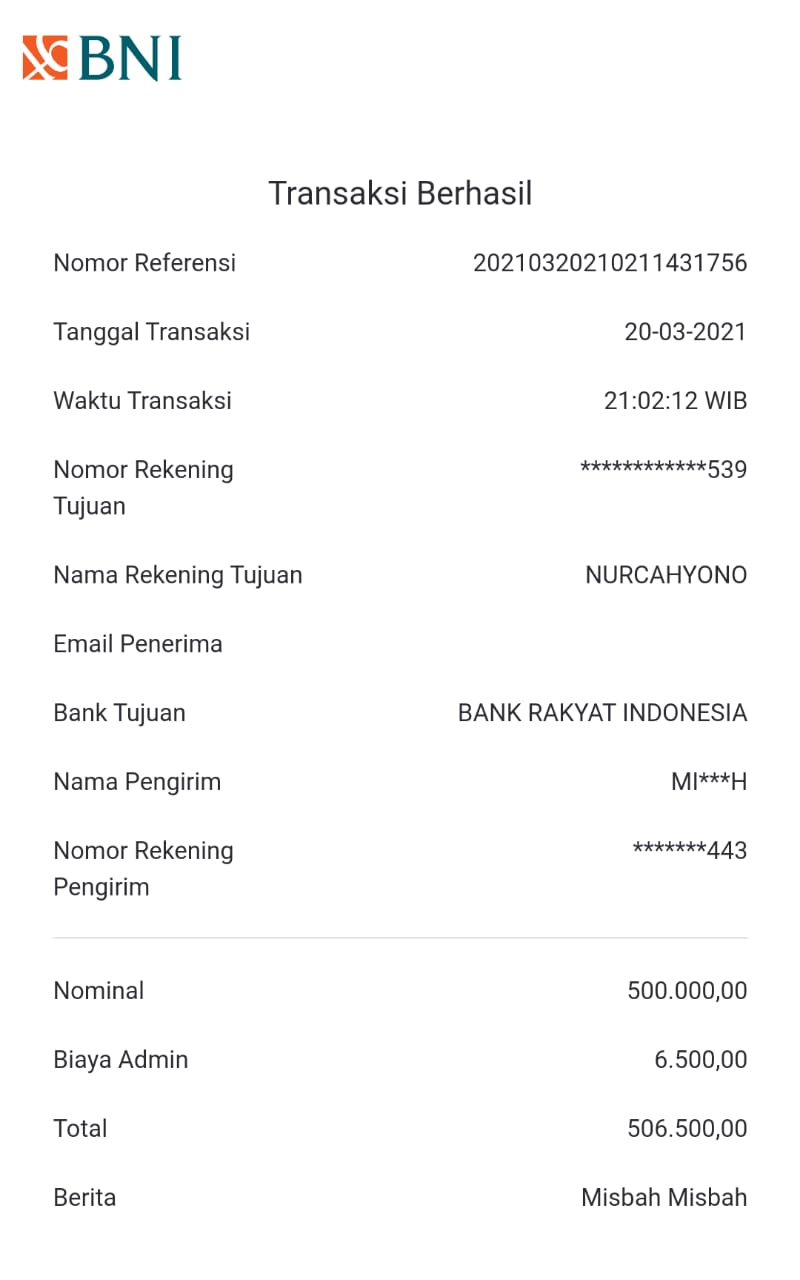 BNI
Transaksi Berhasil
Nomor Referensi 20210320210211431756
Tanggal Transaksi 20-03-2021
Waktu Transaksi 21:02:12 WIB
Nomor Rekening ************539
Tujuan
Nama Rekening Tujuan NURCAHYONO
Email Penerima
Bank Tujuan BANK RAKYAT INDONESIA
Nama Pengirim MI***H
Nomor Rekening *******443
Pengirim
Nominal 500.000,00
Biaya Admin 6.500,00
Total 506.500,00
Berita Misbah Misbah